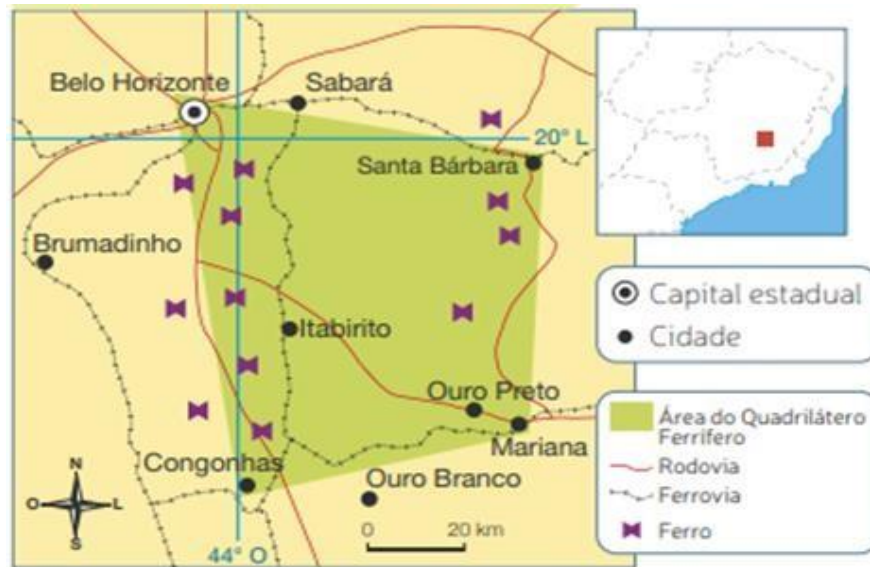 Belo Horizonte
Sabará
20° L
Santa Bárbara
Brumadinho
Itabirito
Ouro Preto
Mariana
Congonhas
Ouro Branco
N
O
L
S
0
20 km
44° O
Capital estadual
Cidade
Área do Quadrilátero
Ferrífero
Rodovia
Ferrovia
Ferro